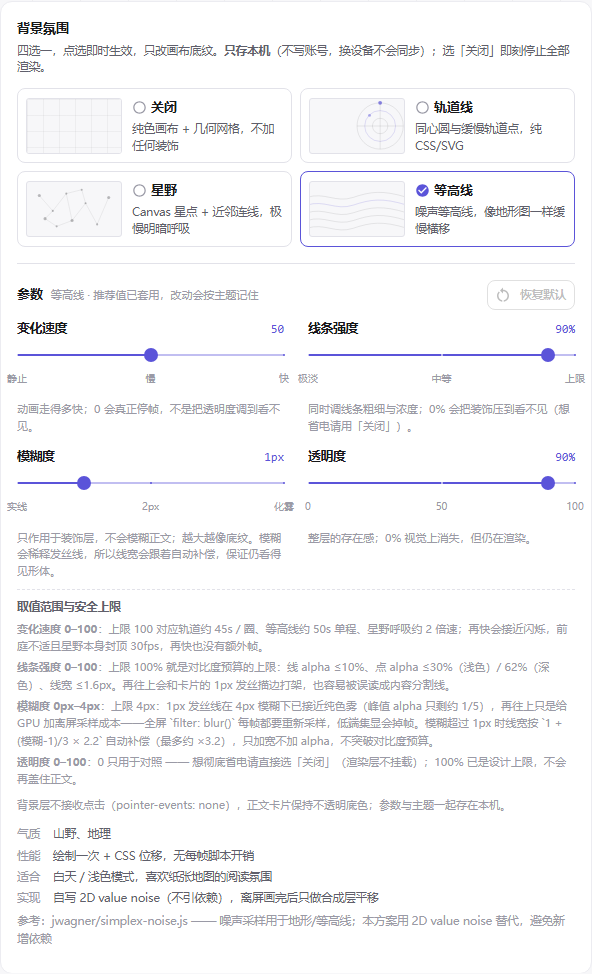 背景氛围
四选一，点选即时生效，只改画布底纹。只存本机（不写账号，换设备不会同步）；选「关闭」即刻停止全部
渲染。
关闭
纯色画布 + 几何网格，不加
任何装饰
轨道线
同心圆与缓慢轨道点，纯
CSS/SVG
星野
Canvas 星点 + 近邻连线，极
慢明暗呼吸
等高线
噪声等高线，像地形图一样缓
慢横移
参数 等高线 · 推荐值已套用，改动会按主题记住
恢复默认
变化速度 50
静止 慢 快
动画走得多快；0 会真正停帧，不是把透明度调到看不
见。
线条强度 90%
极淡 中等 上限
同时调线条粗细与浓度；0% 会把装饰压到看不见（想
省电请用「关闭」）。
模糊度 1px
实线 2px 化雾
只作用于装饰层，不会模糊正文；越大越像底纹。模糊
会稀释发丝线，所以线宽会跟着自动补偿，保证仍看得
见形体。
透明度 90%
0 50 100
整层的存在感；0% 视觉上消失，但仍在渲染。
取值范围与安全上限
变化速度 0–100：上限 100 对应轨道约 45s / 圈、等高线约 50s 单程、星野呼吸约 2 倍速；再快会接近闪烁，前
庭不适且星野本身封顶 30fps，再快也没有额外帧。
线条强度 0–100：上限 100% 就是对比度预算的上限：线 alpha ≤10%、点 alpha ≤30%（浅色）/ 62%（深
色）、线宽 ≤1.6px。再往上会和卡片的 1px 发丝描边打架，也容易被误读成内容分割线。
模糊度 0px–4px：上限 4px：1px 发丝线在 4px 模糊下已接近纯色雾（峰值 alpha 只剩约 1/5），再往上只是给
GPU 加离屏采样成本——全屏 `filter: blur()` 每帧都要重新采样，低端集显会掉帧。模糊超过 1px 时线宽按 `1 +
(模糊-1)/3 × 2.2` 自动补偿（最多约 ×3.2），只加宽不加 alpha，不突破对比度预算。
透明度 0–100：0 只用于对照 —— 想彻底省电请直接选「关闭」（渲染层不挂载）；100% 已是设计上限，不会
再盖住正文。
背景层不接收点击（pointer-events: none），正文卡片保持不透明底色；参数与主题一起存本机。
气质 山野、地理
性能 绘制一次 + CSS 位移，无每帧脚本开销
适合 白天 / 浅色模式，喜欢纸张地图的阅读氛围
实现 自写 2D value noise（不引依赖），离屏画完后只做合成层平移
参考：jwagner/simplex-noise.js —— 噪声采样用于地形/等高线；本方案用 2D value noise 替代，避免新
增依赖